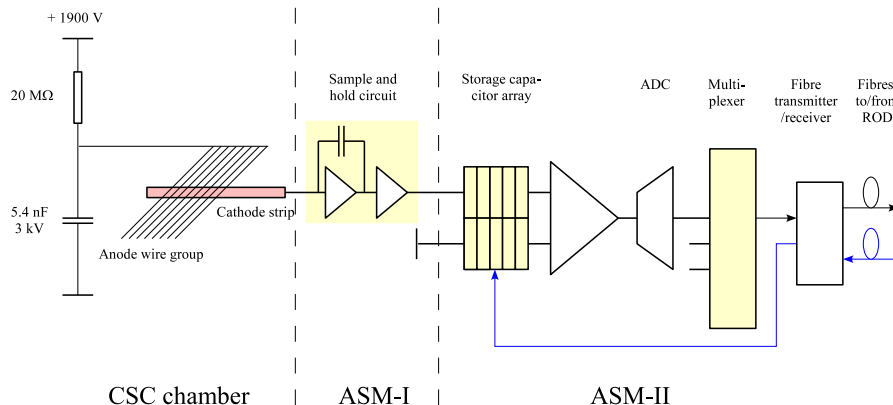 + 1900 V
20 MΩ
5.4 nF
3 kV
Anode wire group
Cathode strip
Sample and
hold circuit
Storage capa-
citor array
ADC
Multi-
plexer
Fibre
transmitter
/receiver
Fibres
to/from
ROD
CSC chamber
ASM-I
ASM-II